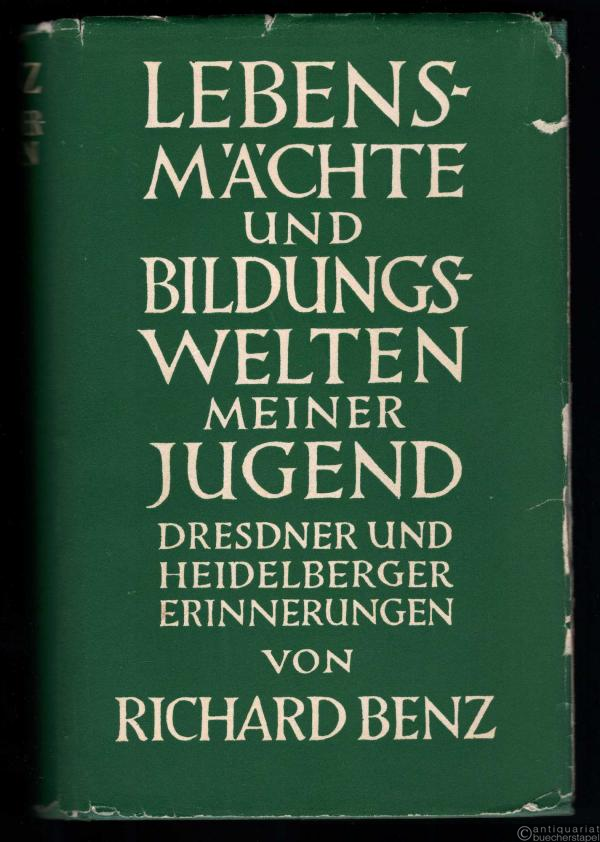 LEBENS-
MÄCHTE
UND
BILDUNGS-
WELTEN
MEINER
JUGEND
DRESDNER UND
HEIDELBERGER
ERINNERUNGEN
VON
RICHARD BENZ
Z
R-
N
© antiquariat
buecherstapel